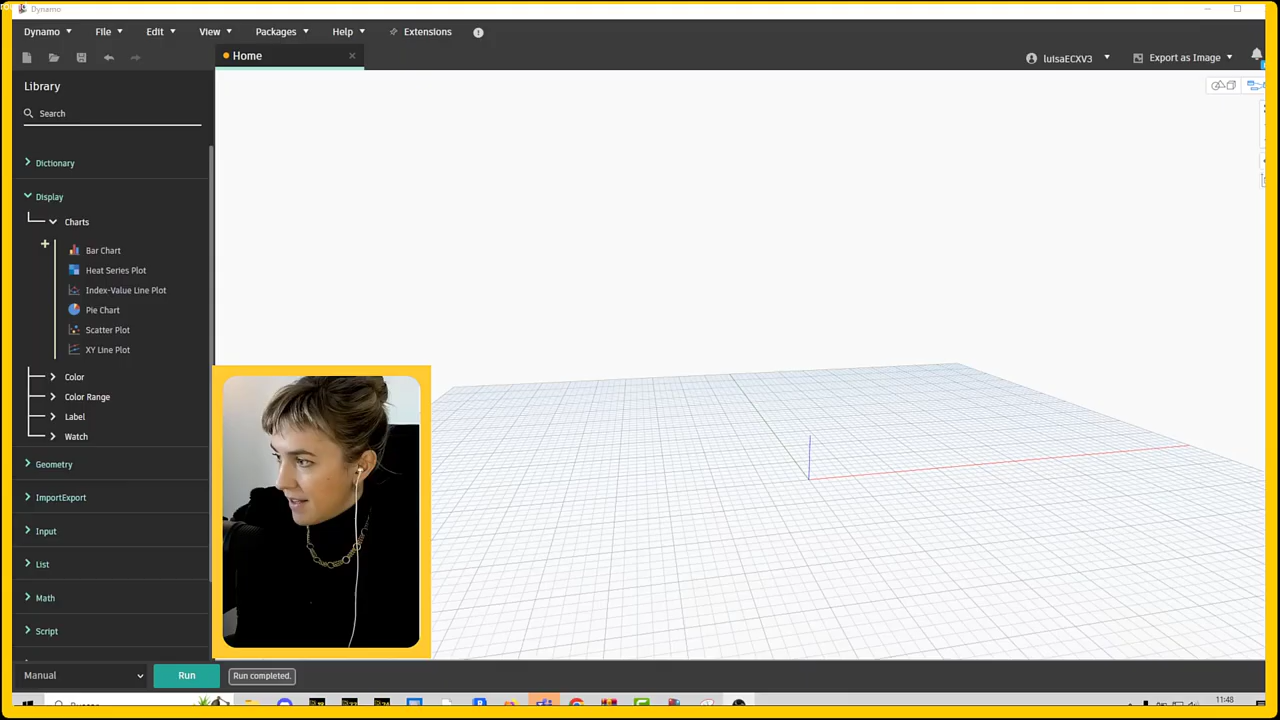 Dynamo
Dynamo File Edit View Packages Help Extensions
Home
luisaECXV3 Export as Image
Library
Search
Dictionary
Display
Charts
Bar Chart
Heat Series Plot
Index-Value Line Plot
Pie Chart
Scatter Plot
XY Line Plot
Color
Color Range
Label
Watch
Geometry
ImportExport
Input
List
Math
Script
Manual Run Run completed.
11:48